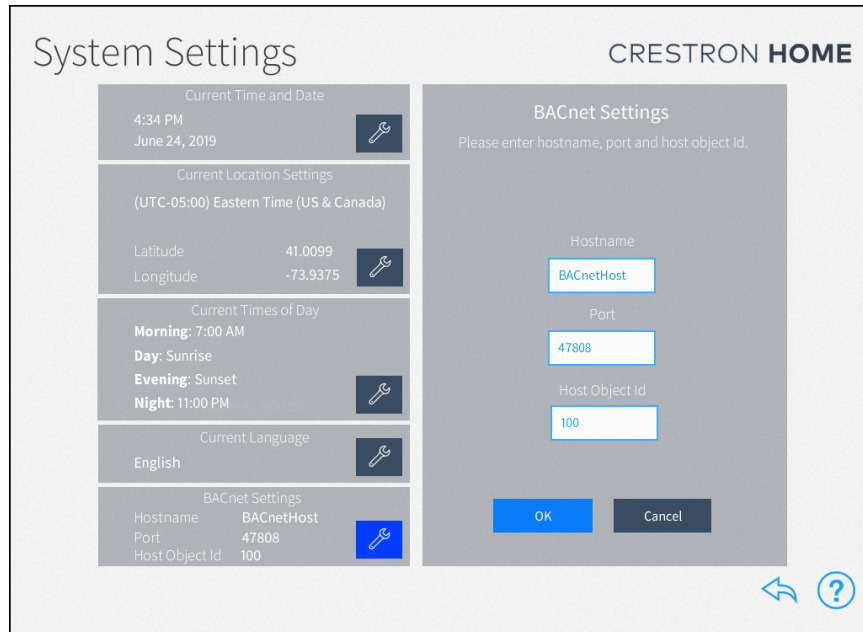 System Settings
CRESTRON HOME
Current Time and Date
4:34 PM
June 24, 2019
Current Location Settings
(UTC-05:00) Eastern Time (US & Canada)
Latitude 41.0099
Longitude -73.9375
Current Times of Day
Morning: 7:00 AM
Day: Sunrise
Evening: Sunset
Night: 11:00 PM
Current Language
English
BACnet Settings
Hostname BACnetHost
Port 47808
Host Object Id 100
BACnet Settings
Please enter hostname, port and host object Id.
Hostname
BACnetHost
Port
47808
Host Object Id
100
OK Cancel
?